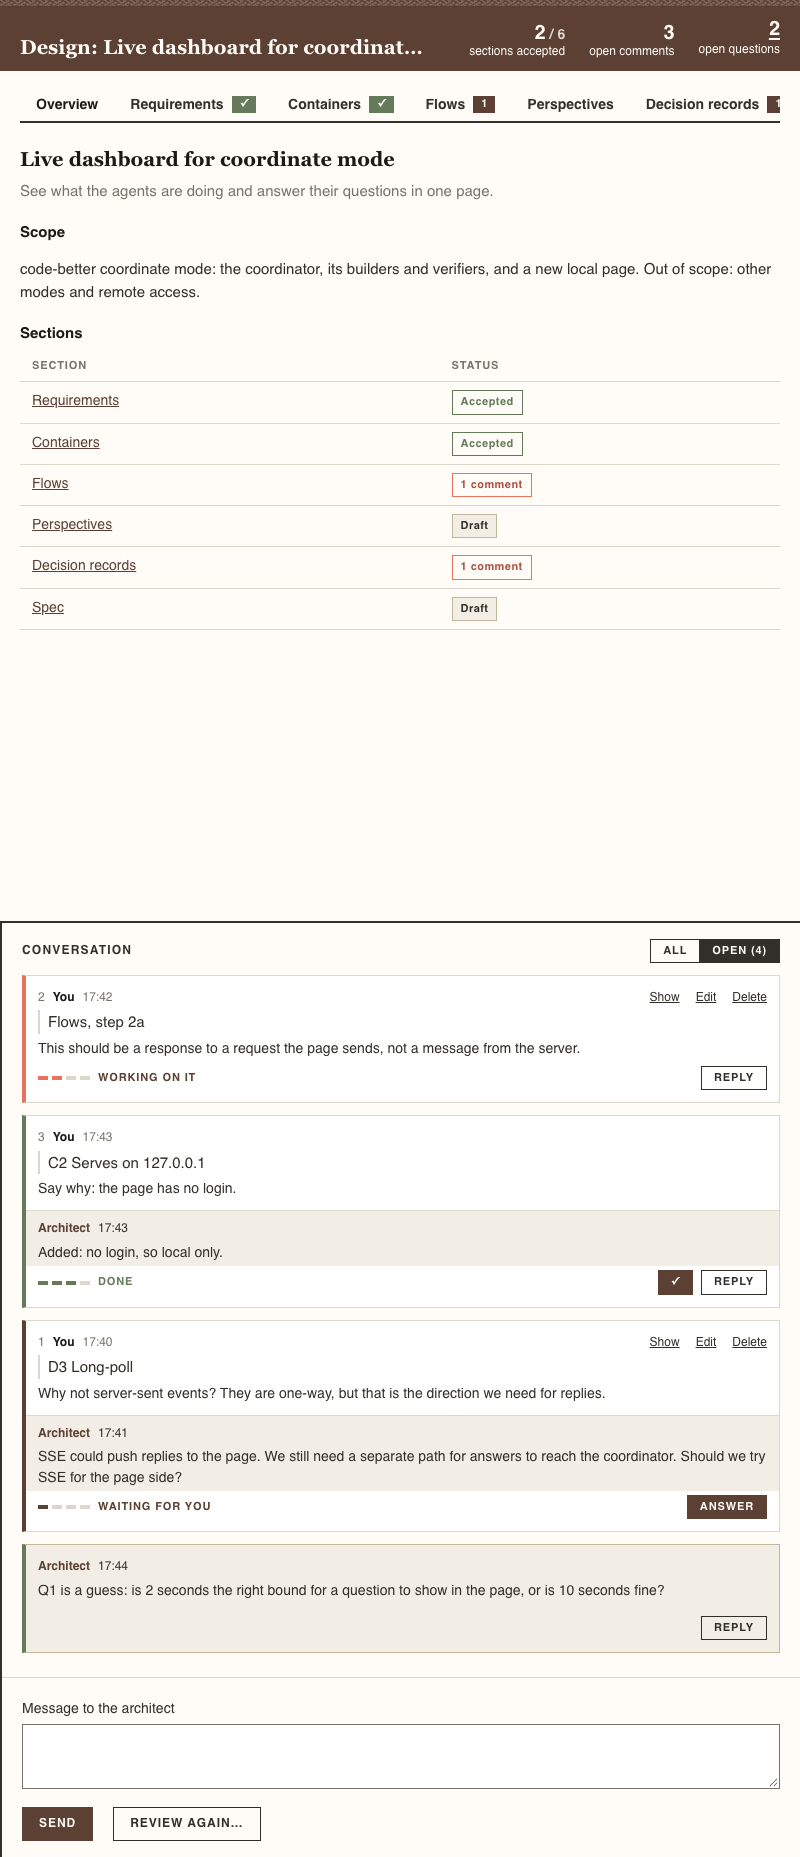 Design: Live dashboard for coordinat...
2 / 6
sections accepted
3
open comments
2
open questions
Overview
Requirements ✓
Containers ✓
Flows 1
Perspectives
Decision records 1
Live dashboard for coordinate mode
See what the agents are doing and answer their questions in one page.
Scope
code-better coordinate mode: the coordinator, its builders and verifiers, and a new local page. Out of scope: other
modes and remote access.
Sections
SECTION STATUS
Requirements Accepted
Containers Accepted
Flows 1 comment
Perspectives Draft
Decision records 1 comment
Spec Draft
CONVERSATION
ALL OPEN (4)
2 You 17:42 Show Edit Delete
Flows, step 2a
This should be a response to a request the page sends, not a message from the server.
WORKING ON IT REPLY
3 You 17:43
C2 Serves on 127.0.0.1
Say why: the page has no login.
Architect 17:43
Added: no login, so local only.
DONE ✓ REPLY
1 You 17:40 Show Edit Delete
D3 Long-poll
Why not server-sent events? They are one-way, but that is the direction we need for replies.
Architect 17:41
SSE could push replies to the page. We still need a separate path for answers to reach the coordinator. Should we try
SSE for the page side?
WAITING FOR YOU ANSWER
Architect 17:44
Q1 is a guess: is 2 seconds the right bound for a question to show in the page, or is 10 seconds fine?
REPLY
Message to the architect
SEND REVIEW AGAIN...